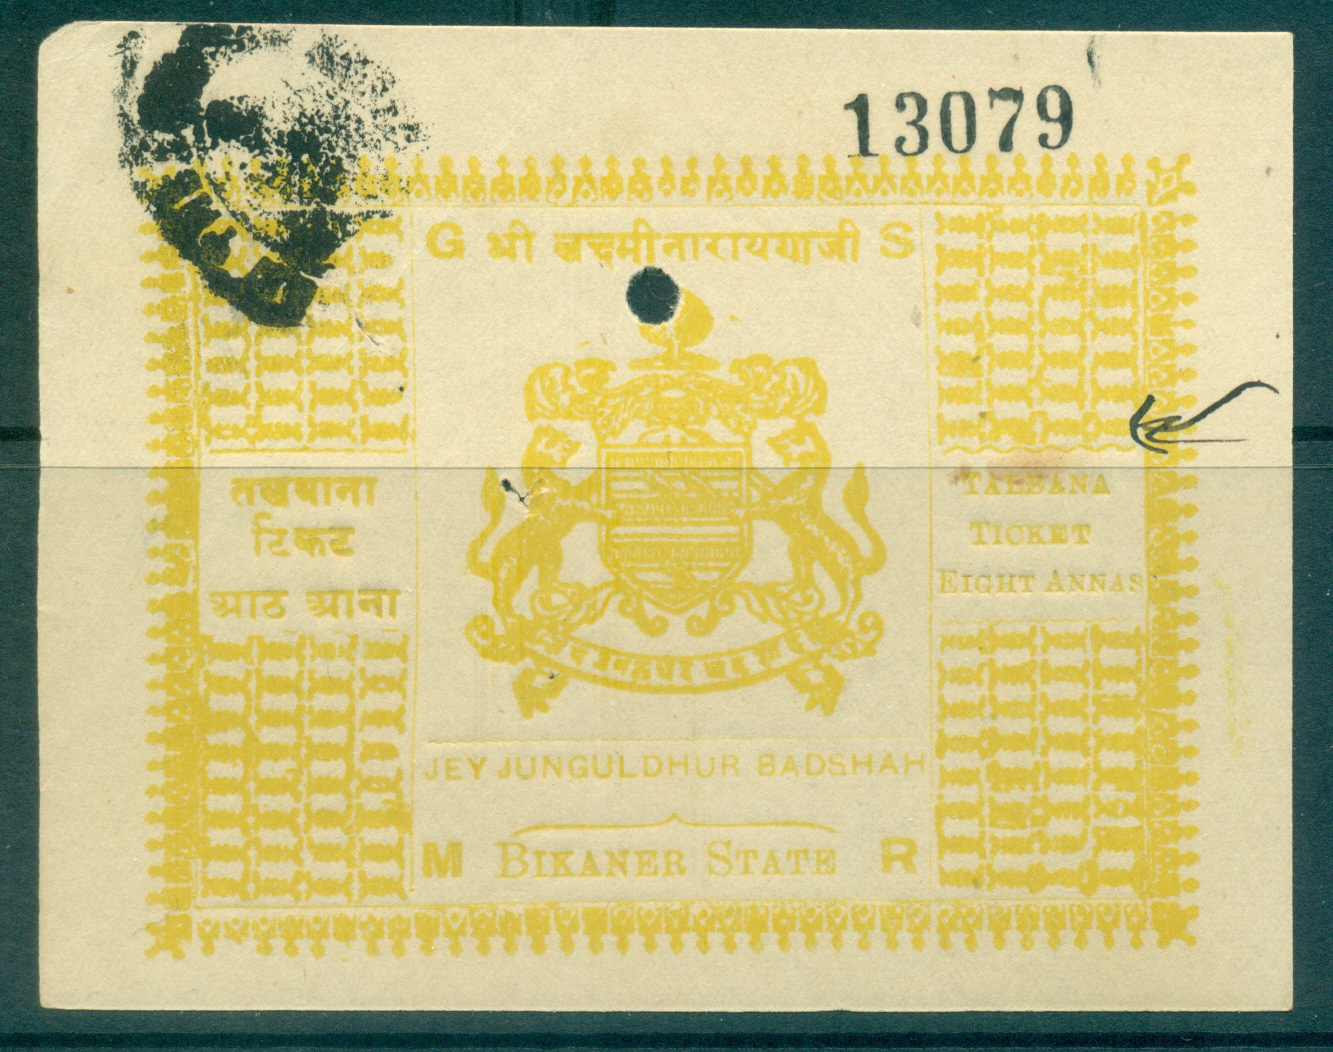 13079
G श्री लक्ष्मीनारायणजी S
तलबाना
टिकट
आठ आना
TALBANA
TICKET
EIGHT ANNAS
JEY JUNGULDHUR BADSHAH
M BIKANER STATE R